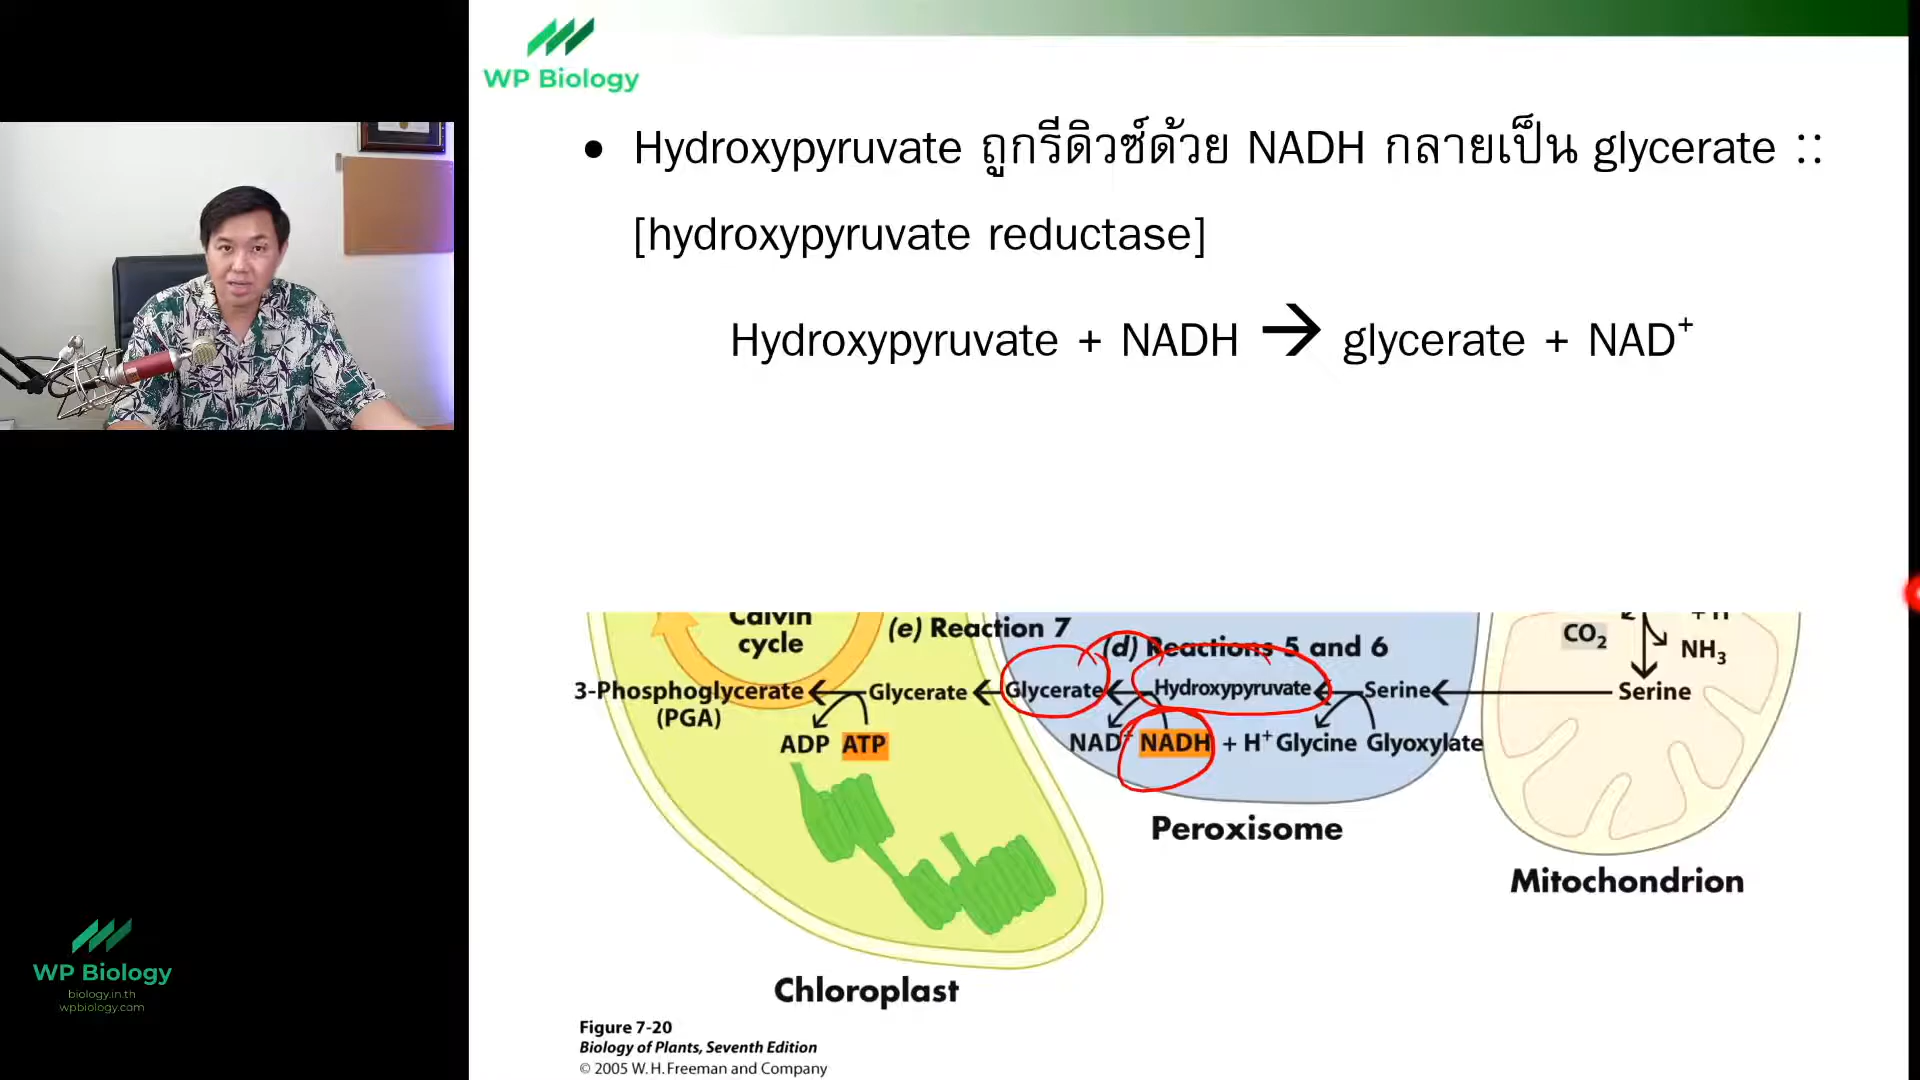 WP Biology
• Hydroxypyruvate ถูกรีดิวซ์ด้วย NADH กลายเป็น glycerate ::
[hydroxypyruvate reductase]
Hydroxypyruvate + NADH → glycerate + NAD⁺
Calvin
cycle
(e) Reaction 7
(d) Reactions 5 and 6
CO₂
+ H
NH₃
3-Phosphoglycerate
(PGA)
Glycerate
Glycerate
Hydroxypyruvate
Serine
Serine
ADP ATP
NAD⁺ NADH + H⁺ Glycine Glyoxylate
Peroxisome
Mitochondrion
Chloroplast
Figure 7-20
Biology of Plants, Seventh Edition
© 2005 W. H. Freeman and Company
WP Biology
biology.in.th
wpbiology.com